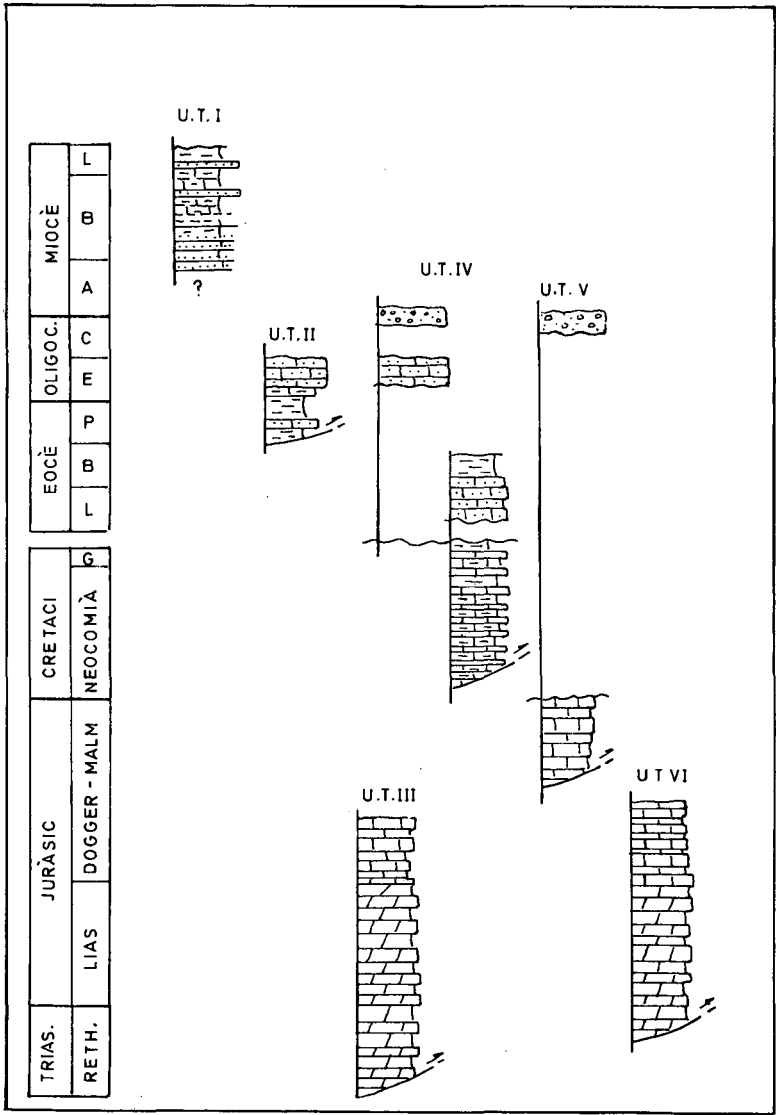 U.T. I
MIOCÈ
L
B
A
?
U.T. IV
U.T. V
OLIGOC.
C
E
U.T. II
EOCÈ
P
B
L
CRETACI
G
NEOCOMIÀ
JURÀSIC
DOGGER - MALM
LIAS
U T VI
U.T. III
TRIAS.
RETH.